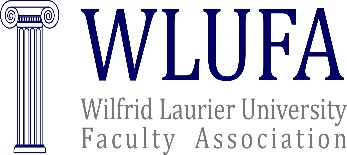 WLUFA
Wilfrid Laurier University
Faculty Association